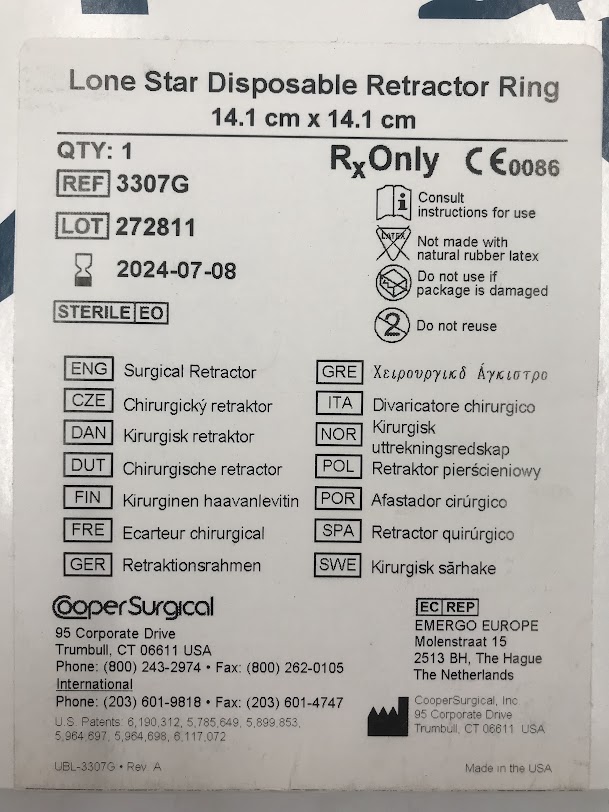 Lone Star Disposable Retractor Ring
14.1 cm x 14.1 cm
QTY: 1
RxOnly CE0086
REF 3307G
LOT 272811
2024-07-08
STERILE EO
Consult
instructions for use
LATEX
Not made with
natural rubber latex
Do not use if
package is damaged
2
Do not reuse
ENG Surgical Retractor
CZE Chirurgický retraktor
DAN Kirurgisk retraktor
DUT Chirurgische retractor
FIN Kirurginen haavanlevitin
FRE Ecarteur chirurgical
GER Retraktionsrahmen
GRE Χειρουργικδ Άγκιστρο
ITA Divaricatore chirurgico
NOR Kirurgisk
uttrekningsredskap
POL Retraktor pierścieniowy
POR Afastador cirúrgico
SPA Retractor quirúrgico
SWE Kirurgisk sārhake
CooperSurgical
95 Corporate Drive
Trumbull, CT 06611 USA
Phone: (800) 243-2974 • Fax: (800) 262-0105
International
Phone: (203) 601-9818 • Fax: (203) 601-4747
U.S. Patents: 6,190,312, 5,785,649, 5,899,853,
5,964,697, 5,964,698, 6,117,072
UBL-3307G • Rev. A
EC REP
EMERGO EUROPE
Molenstraat 15
2513 BH, The Hague
The Netherlands
CooperSurgical, Inc.
95 Corporate Drive
Trumbull, CT 06611 USA
Made in the USA